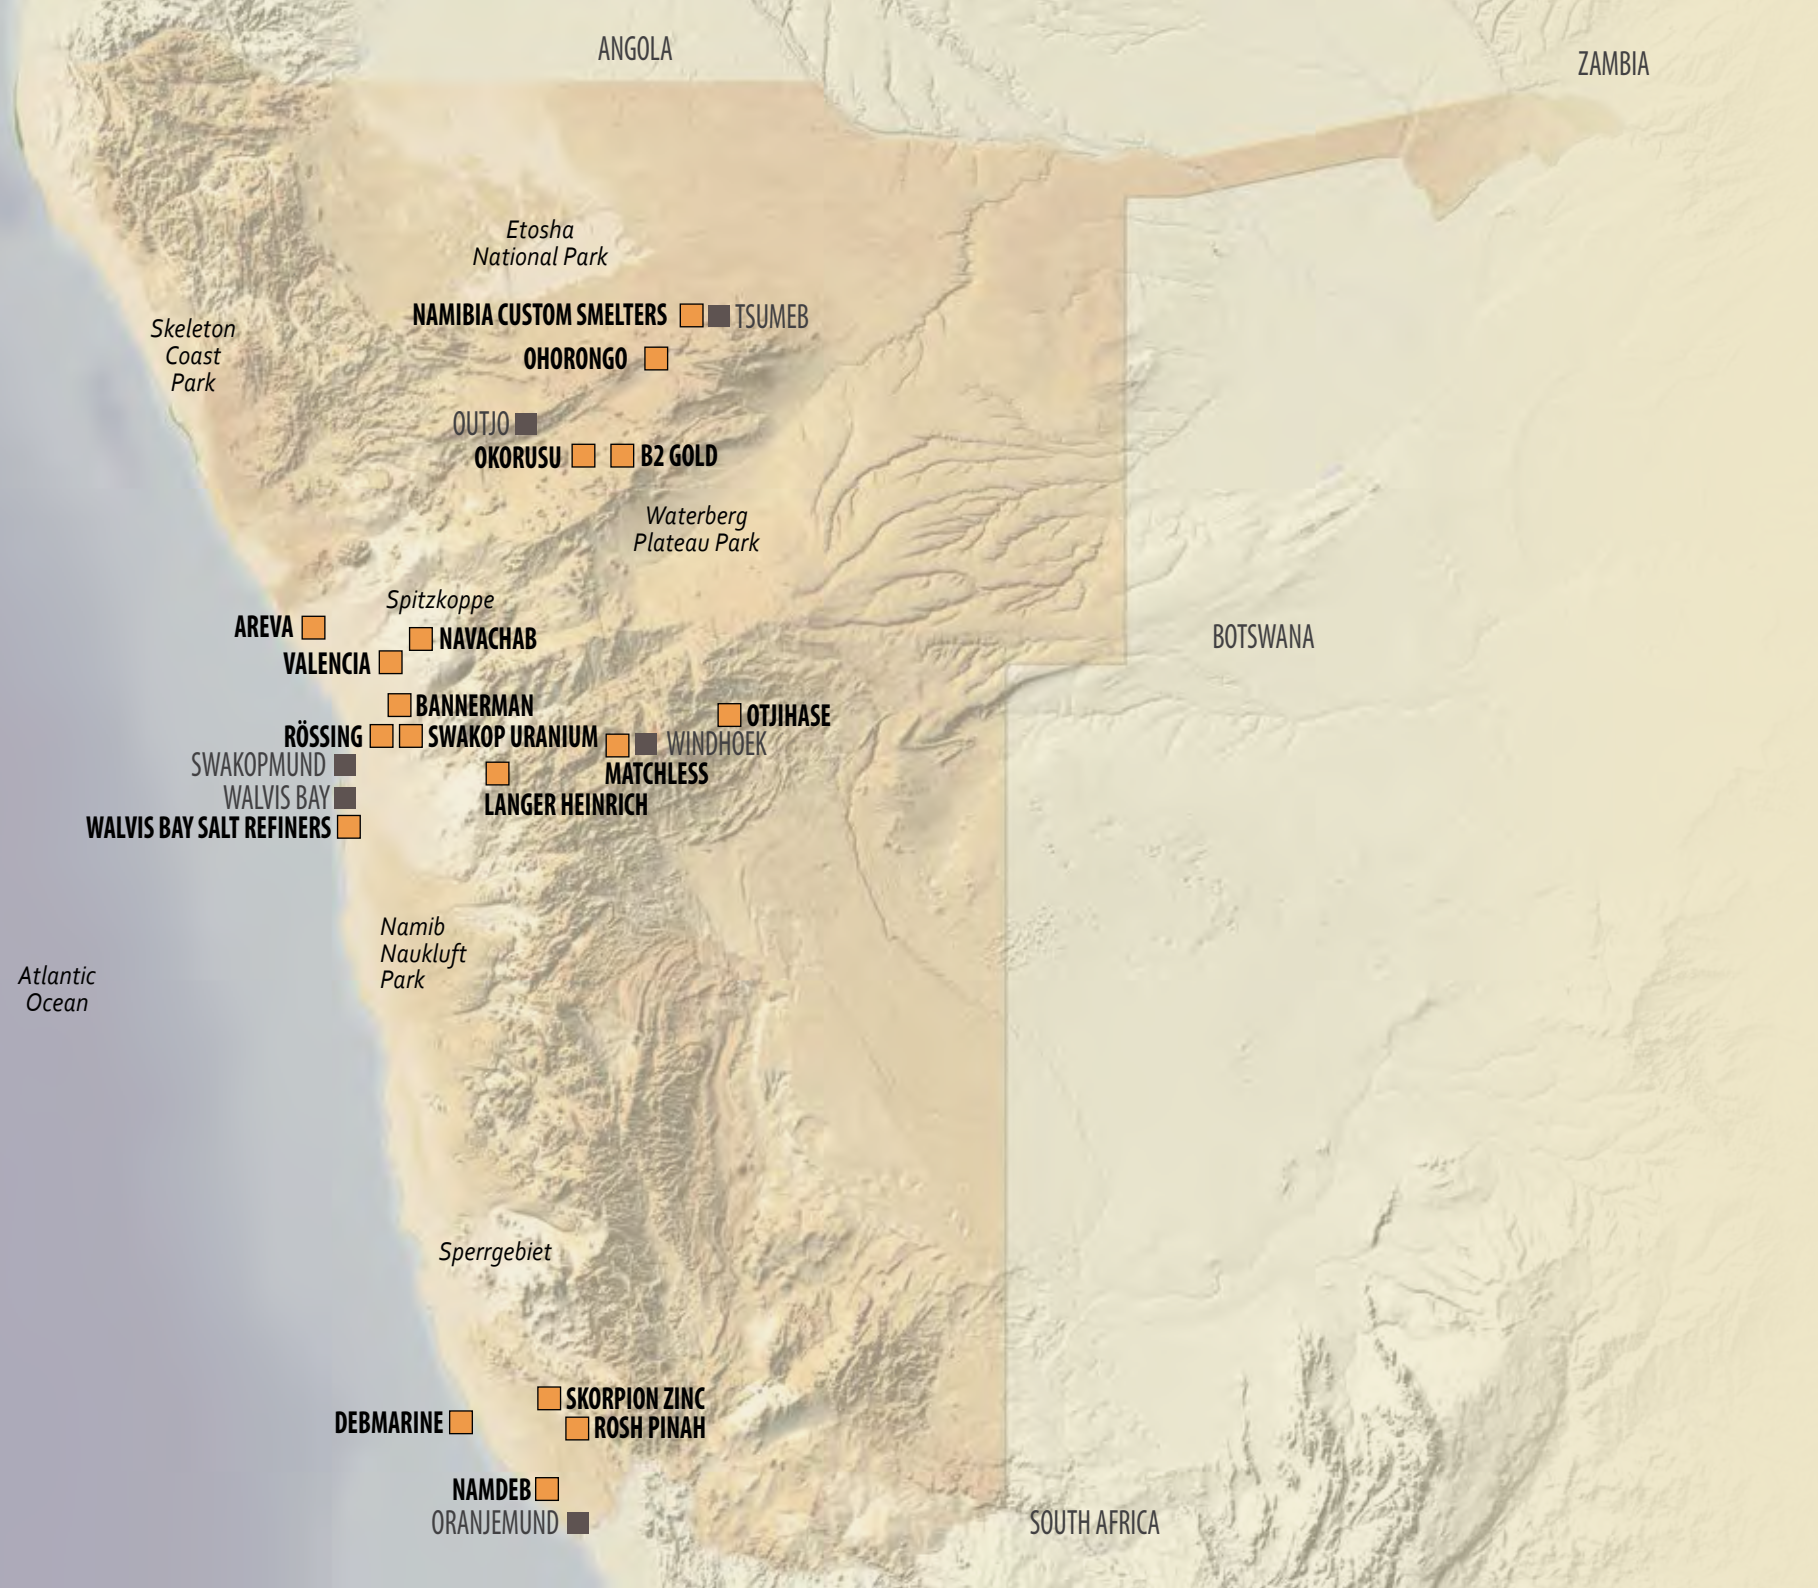 ANGOLA
ZAMBIA
Etosha
National Park
NAMIBIA CUSTOM SMELTERS
TSUMEB
Skeleton
Coast
Park
OHORONGO
OUTJO
OKORUSU
B2 GOLD
Waterberg
Plateau Park
Spitzkoppe
AREVA
NAVACHAB
BOTSWANA
VALENCIA
BANNERMAN
OTJIHASE
RÖSSING
SWAKOP URANIUM
WINDHOEK
SWAKOPMUND
MATCHLESS
WALVIS BAY
LANGER HEINRICH
WALVIS BAY SALT REFINERS
Namib
Naukluft
Park
Atlantic
Ocean
Sperrgebiet
SKORPION ZINC
DEBMARINE
ROSH PINAH
NAMDEB
ORANJEMUND
SOUTH AFRICA